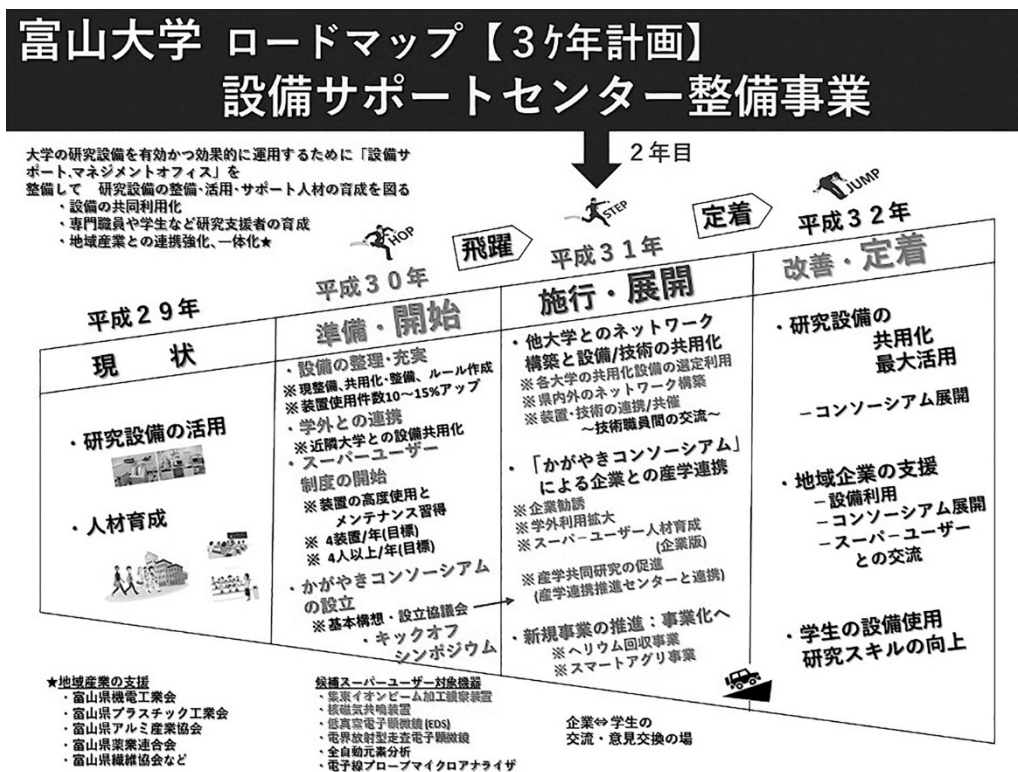 富山大学 ロードマップ【3ヶ年計画】
設備サポートセンター整備事業
2年目
大学の研究設備を有効かつ効果的に運用するために「設備サ
ポート、マネジメントオフィス」を
整備して 研究設備の整備・活用・サポート人材の育成を図る
・設備の共同利用化
・専門職員や学生など研究支援者の育成
・地域産業との連携強化、一体化★
HOP
飛躍
STEP
定着
JUMP
平成29年
現 状
・研究設備の活用
・人材育成
平成30年
準備・開始
・設備の整理・充実
※現整備、共用化・整備、ルール作成
※装置使用件数10～15%アップ
・学外との連携
※近隣大学との設備共用化
・スーパーユーザー
制度の開始
※装置の高度使用と
メンテナンス習得
※ 4装置/年(目標)
※ 4人以上/年(目標)
・かがやきコンソーシアム
の設立
※基本構想・設立協議会
・キックオフ
シンポジウム
平成31年
施行・展開
・他大学とのネットワーク
構築と設備/技術の共用化
※各大学の共用化設備の選定利用
※県内外のネットワーク構築
※装置・技術の連携/共催
～技術職員間の交流～
・「かがやきコンソーシアム」
による企業との産学連携
※企業勧誘
※学外利用拡大
※スーパーユーザー人材育成
(企業版)
※産学共同研究の促進
(産学連携推進センターと連携)
・新規事業の推進：事業化へ
※ヘリウム回収事業
※スマートアグリ事業
平成32年
改善・定着
・研究設備の
共用化
最大活用
－コンソーシアム展開
・地域企業の支援
－設備利用
－コンソーシアム展開
－スーパーユーザー
との交流
・学生の設備使用
研究スキルの向上
★地域産業の支援
・富山県機電工業会
・富山県プラスチック工業会
・富山県アルミ産業協会
・富山県薬業連合会
・富山県繊維協会など
候補スーパーユーザー対象機器
・集束イオンビーム加工観察装置
・核磁気共鳴装置
・低真空電子顕微鏡(EDS)
・電界放射型走査電子顕微鏡
・全自動元素分析
・電子線プローブマイクロアナライザ
企業⇔学生の
交流・意見交換の場